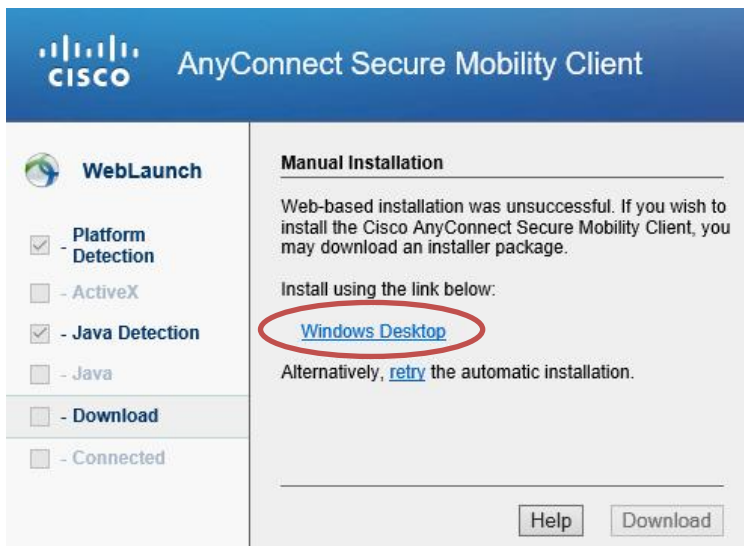 CISCO
AnyConnect Secure Mobility Client
WebLaunch
- Platform
Detection
- ActiveX
- Java Detection
- Java
- Download
- Connected
Manual Installation
Web-based installation was unsuccessful. If you wish to
install the Cisco AnyConnect Secure Mobility Client, you
may download an installer package.
Install using the link below:
Windows Desktop
Alternatively, retry the automatic installation.
Help
Download